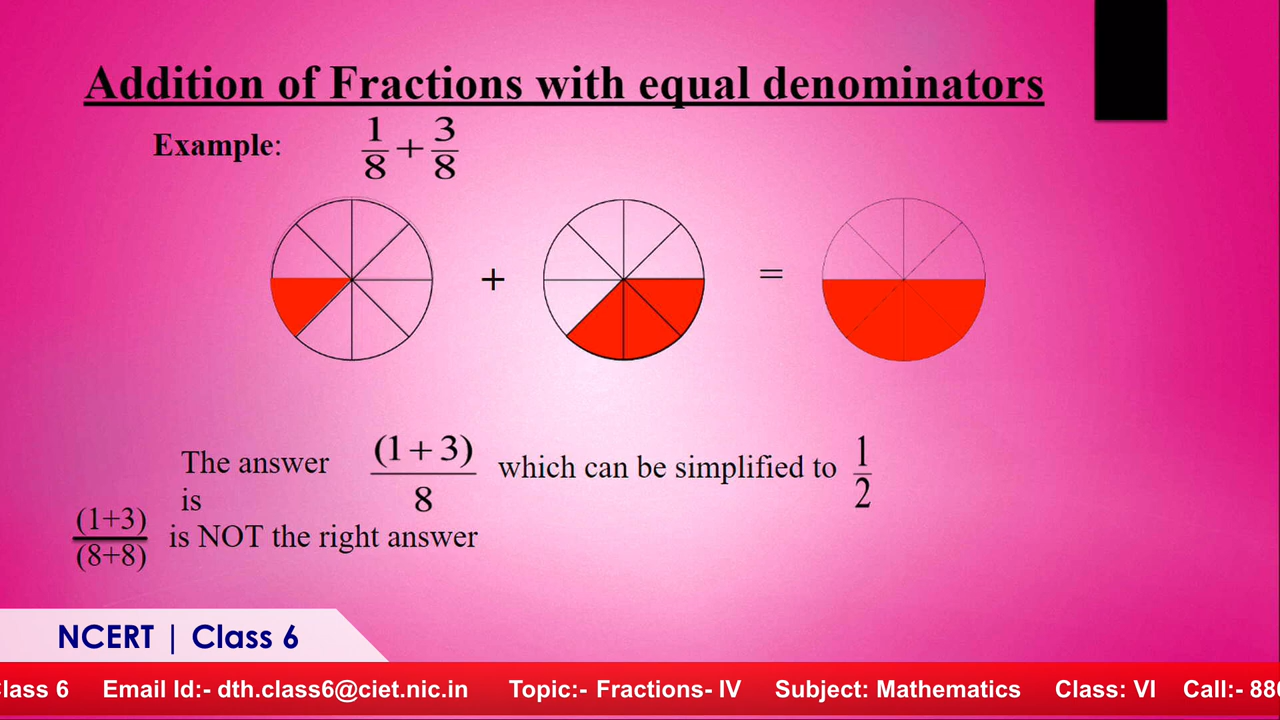 Addition of Fractions with equal denominators
Example: 1/8 + 3/8
+ =
The answer is (1+3)/8 which can be simplified to 1/2
(1+3)/(8+8) is NOT the right answer
NCERT | Class 6
Class 6 Email Id:- dth.class6@ciet.nic.in Topic:- Fractions- IV Subject: Mathematics Class: VI Call:-